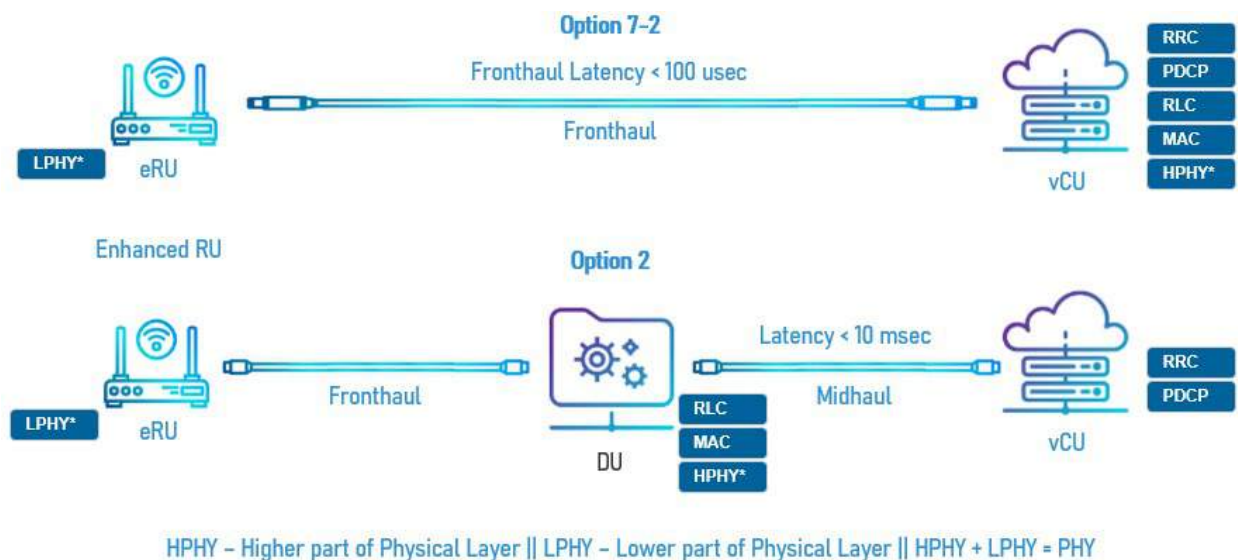 Option 7-2
Fronthaul Latency < 100 usec
Fronthaul
LPHY*
eRU
vCU
RRC
PDCP
RLC
MAC
HPHY*
Enhanced RU
Option 2
LPHY*
eRU
Fronthaul
DU
RLC
MAC
HPHY*
Latency < 10 msec
Midhaul
vCU
RRC
PDCP
HPHY – Higher part of Physical Layer || LPHY – Lower part of Physical Layer || HPHY + LPHY = PHY